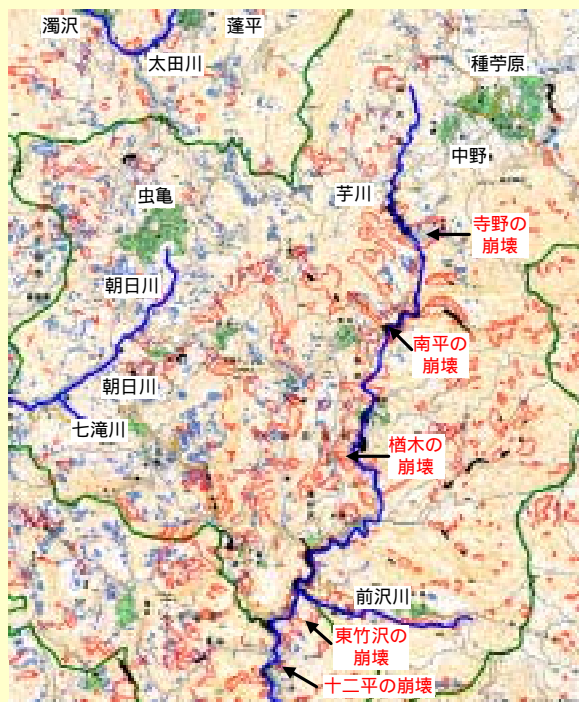 濁沢
蓬平
太田川
種苧原
中野
虫亀
芋川
寺野の
崩壊
朝日川
南平の
崩壊
朝日川
七滝川
楢木の
崩壊
前沢川
東竹沢の
崩壊
十二平の崩壊